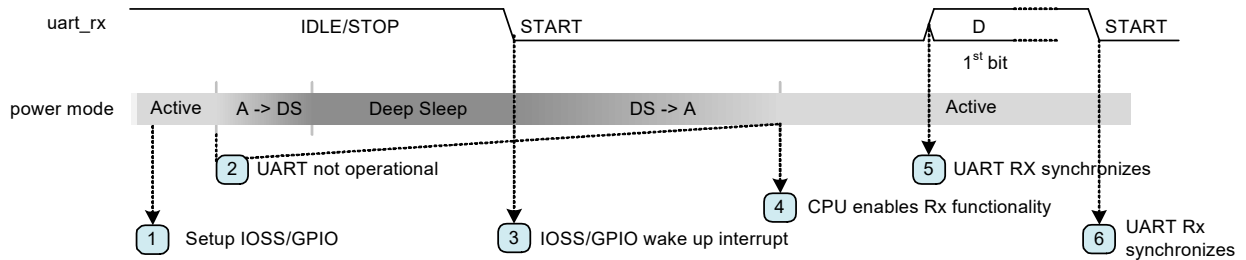 uart_rx IDLE/STOP START D START
1st bit
power mode Active A -> DS Deep Sleep DS -> A Active
2 UART not operational 5 UART RX synchronizes
4 CPU enables Rx functionality
1 Setup IOSS/GPIO 3 IOSS/GPIO wake up interrupt 6 UART Rx
synchronizes